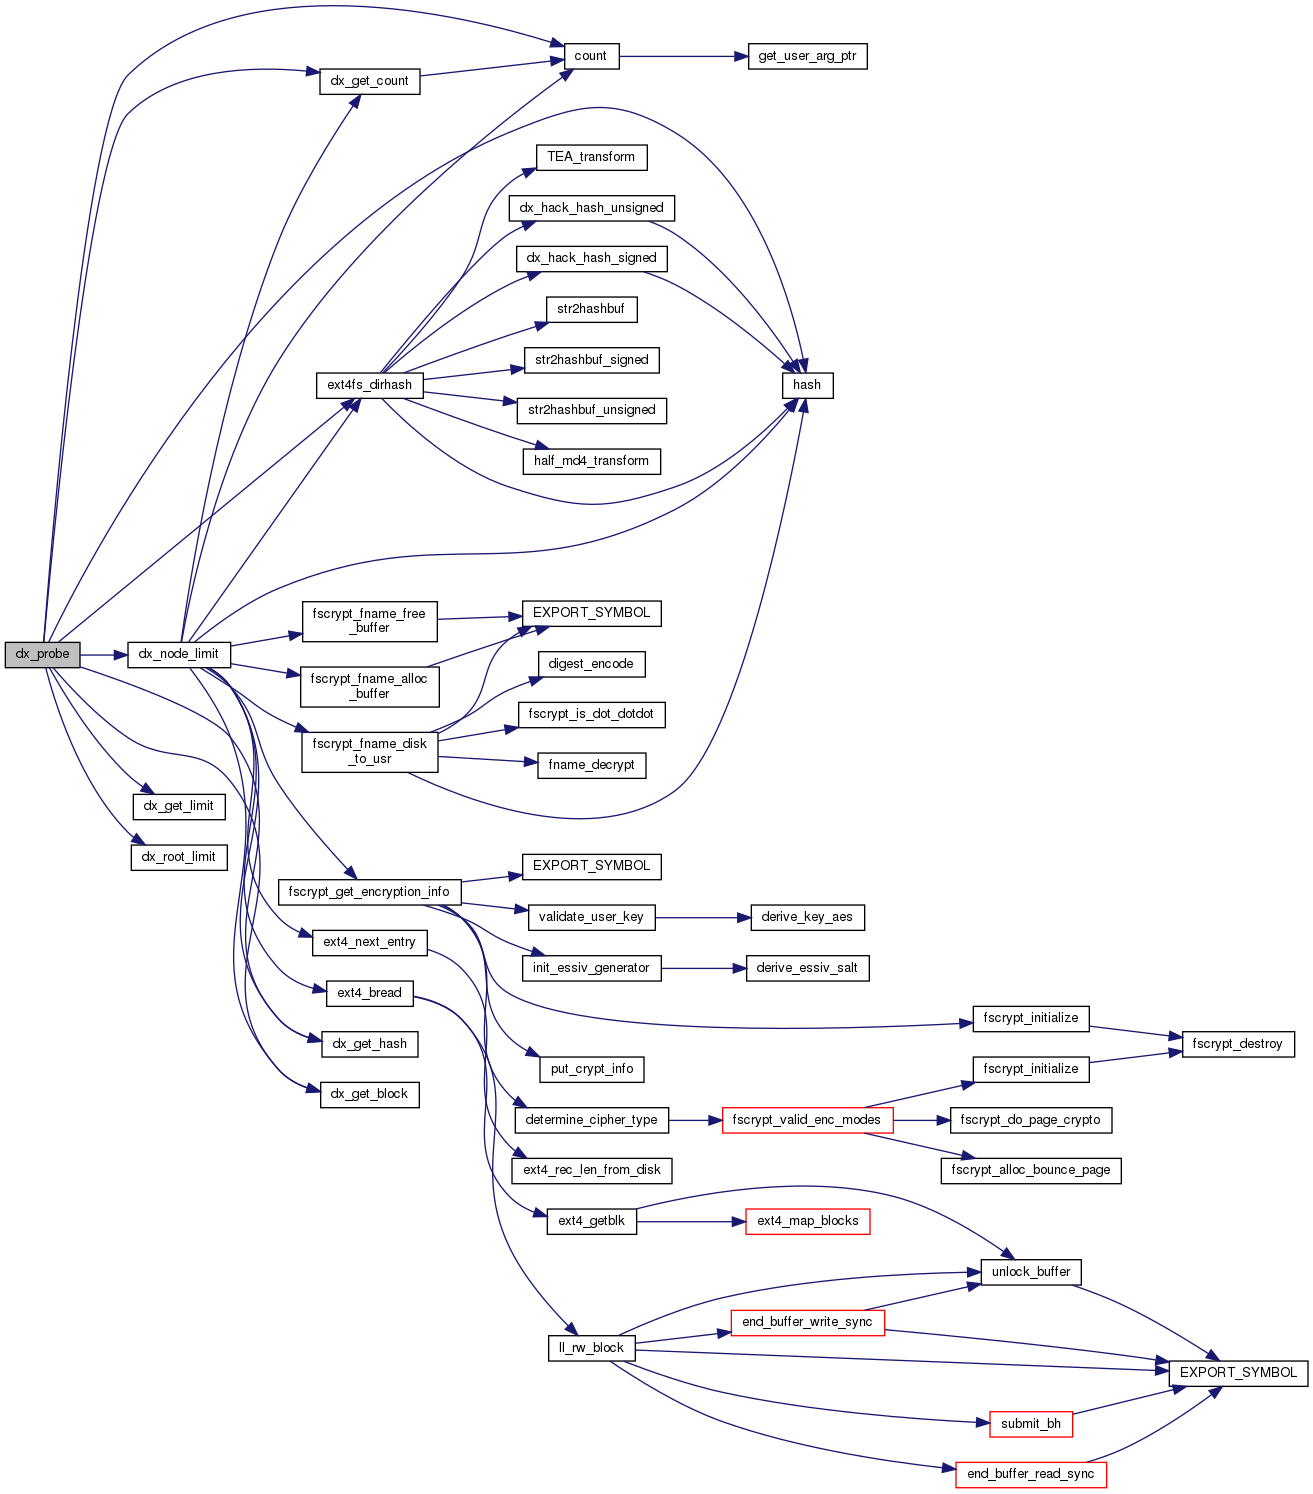 count
get_user_arg_ptr
dx_get_count
TEA_transform
dx_hack_hash_unsigned
dx_hack_hash_signed
str2hashbuf
str2hashbuf_signed
ext4fs_dirhash
hash
str2hashbuf_unsigned
half_md4_transform
fscrypt_fname_free
_buffer
EXPORT_SYMBOL
dx_probe
dx_node_limit
digest_encode
fscrypt_fname_alloc
_buffer
fscrypt_is_dot_dotdot
fscrypt_fname_disk
_to_usr
fname_decrypt
dx_get_limit
dx_root_limit
EXPORT_SYMBOL
fscrypt_get_encryption_info
validate_user_key
derive_key_aes
ext4_next_entry
init_essiv_generator
derive_essiv_salt
ext4_bread
fscrypt_initialize
dx_get_hash
fscrypt_destroy
put_crypt_info
fscrypt_initialize
dx_get_block
determine_cipher_type
fscrypt_valid_enc_modes
fscrypt_do_page_crypto
ext4_rec_len_from_disk
fscrypt_alloc_bounce_page
ext4_getblk
ext4_map_blocks
unlock_buffer
end_buffer_write_sync
ll_rw_block
EXPORT_SYMBOL
submit_bh
end_buffer_read_sync